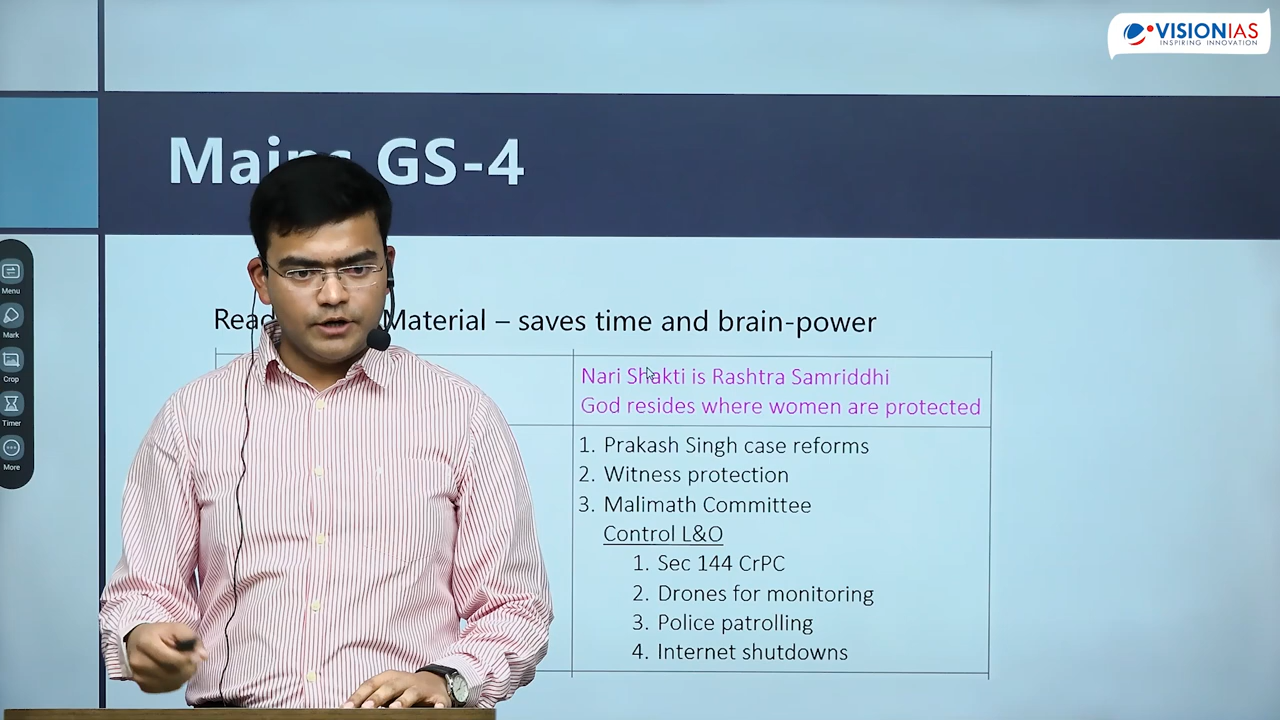 VISIONIAS
INSPIRING INNOVATION
GS-4
Material – saves time and brain-power
Nari Shakti is Rashtra Samriddhi
God resides where women are protected
1. Prakash Singh case reforms
2. Witness protection
3. Malimath Committee
Control L&O
1. Sec 144 CrPC
2. Drones for monitoring
3. Police patrolling
4. Internet shutdowns
Menu
Mark
Crop
Timer
More